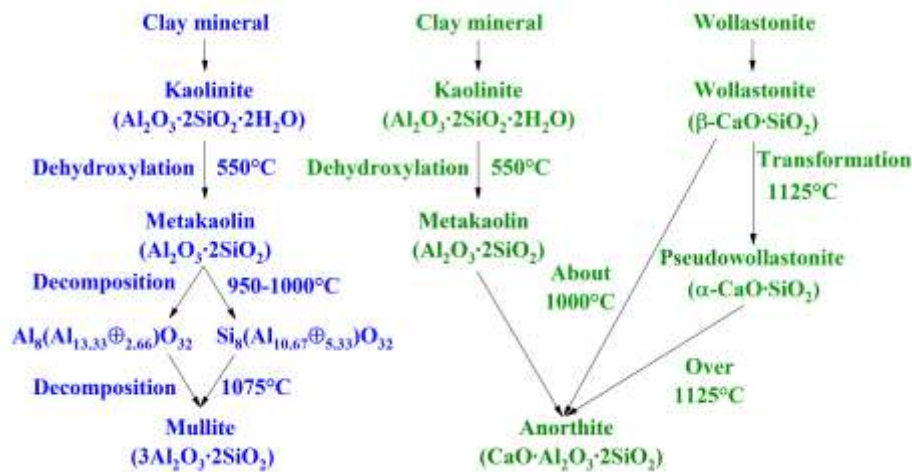 Clay mineral
Kaolinite
(Al₂O₃·2SiO₂·2H₂O)
Dehydroxylation 550°C
Metakaolin
(Al₂O₃·2SiO₂)
Decomposition 950-1000°C
Al₈(Al₁₃.₃₃⊕₂.₆₆)O₃₂ Si₈(Al₁₀.₆₇⊕₅.₃₃)O₃₂
Decomposition 1075°C
Mullite
(3Al₂O₃·2SiO₂)
Clay mineral
Kaolinite
(Al₂O₃·2SiO₂·2H₂O)
Dehydroxylation 550°C
Metakaolin
(Al₂O₃·2SiO₂)
Wollastonite
Wollastonite
(β-CaO·SiO₂)
Transformation
1125°C
Pseudowollastonite
(α-CaO·SiO₂)
About
1000°C
Over
1125°C
Anorthite
(CaO·Al₂O₃·2SiO₂)